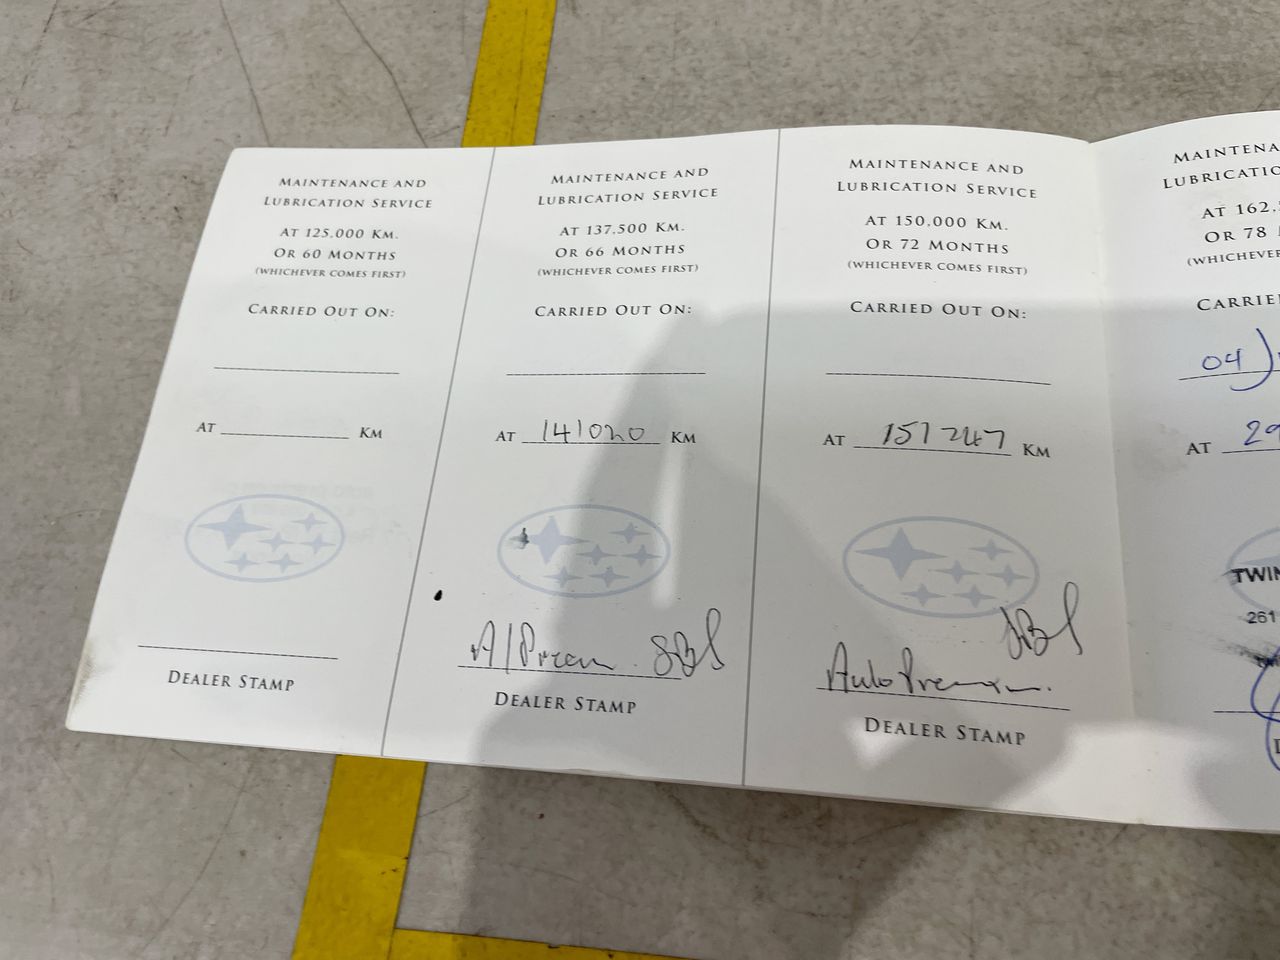 MAINTENANCE AND
LUBRICATION SERVICE
AT 125,000 KM.
OR 60 MONTHS
(WHICHEVER COMES FIRST)
CARRIED OUT ON:
AT KM
DEALER STAMP
MAINTENANCE AND
LUBRICATION SERVICE
AT 137,500 KM.
OR 66 MONTHS
(WHICHEVER COMES FIRST)
CARRIED OUT ON:
AT 141020 KM
DEALER STAMP
MAINTENANCE AND
LUBRICATION SERVICE
AT 150,000 KM.
OR 72 MONTHS
(WHICHEVER COMES FIRST)
CARRIED OUT ON:
AT 151247 KM
DEALER STAMP
MAINTENA
LUBRICATIO
AT 162,
OR 78
(WHICHEVE
CARRIE
04
AT 29
TWIN
261